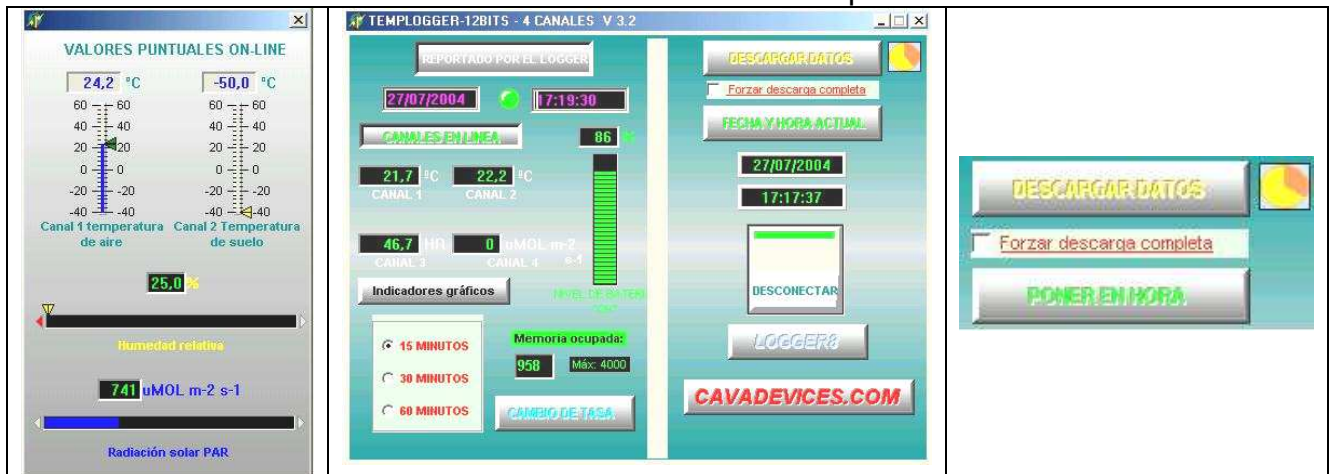 VALORES PUNTUALES ON-LINE
24,2 °C -50,0 °C
60 60 60 60
40 40 40 40
20 20 20 20
0 0 0 0
-20 -20 -20 -20
-40 -40 -40 -40
Canal 1 temperatura de aire
Canal 2 Temperatura de suelo
25,0 %
Humedad relativa
741 uMOL m-2 s-1
Radiación solar PAR
TEMPLOGGER-12BITS - 4 CANALES V 3.2
REPORTADO POR EL LOGGER
27/07/2004 17:19:30
CANALES EN LINEA
86 %
21,7 ºC 22,2 ºC
CANAL 1 CANAL 2
46,7 HR 0 uMOL m-2 s-1
CANAL 3 CANAL 4
Indicadores gráficos
NIVEL DE BATERIA
15 MINUTOS
30 MINUTOS
60 MINUTOS
Memoria ocupada:
958 Máx: 4000
CAMBIO DE TASA
DESCARGAR DATOS
Forzar descarga completa
FECHA Y HORA ACTUAL
27/07/2004
17:17:37
DESCONECTAR
LOGGER8
CAVADEVICES.COM
DESCARGAR DATOS
Forzar descarga completa
PONER EN HORA